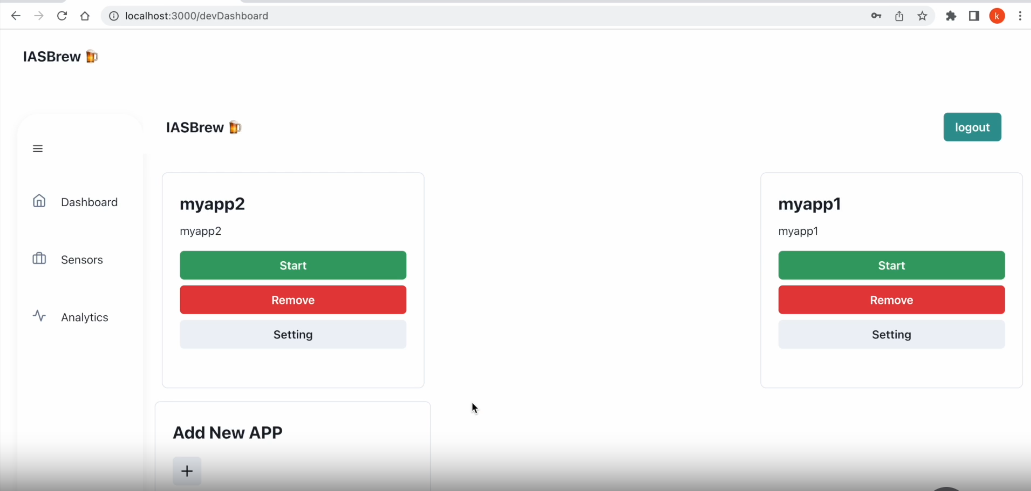 localhost:3000/devDashboard
k
IASBrew 🍺
IASBrew 🍺
logout
Dashboard
Sensors
Analytics
myapp2
myapp2
Start
Remove
Setting
myapp1
myapp1
Start
Remove
Setting
Add New APP
+